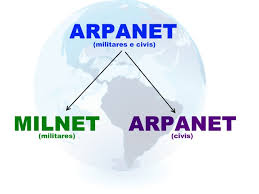 ARPANET
(militares e civis)
MILNET ARPANET
(militares) (civis)